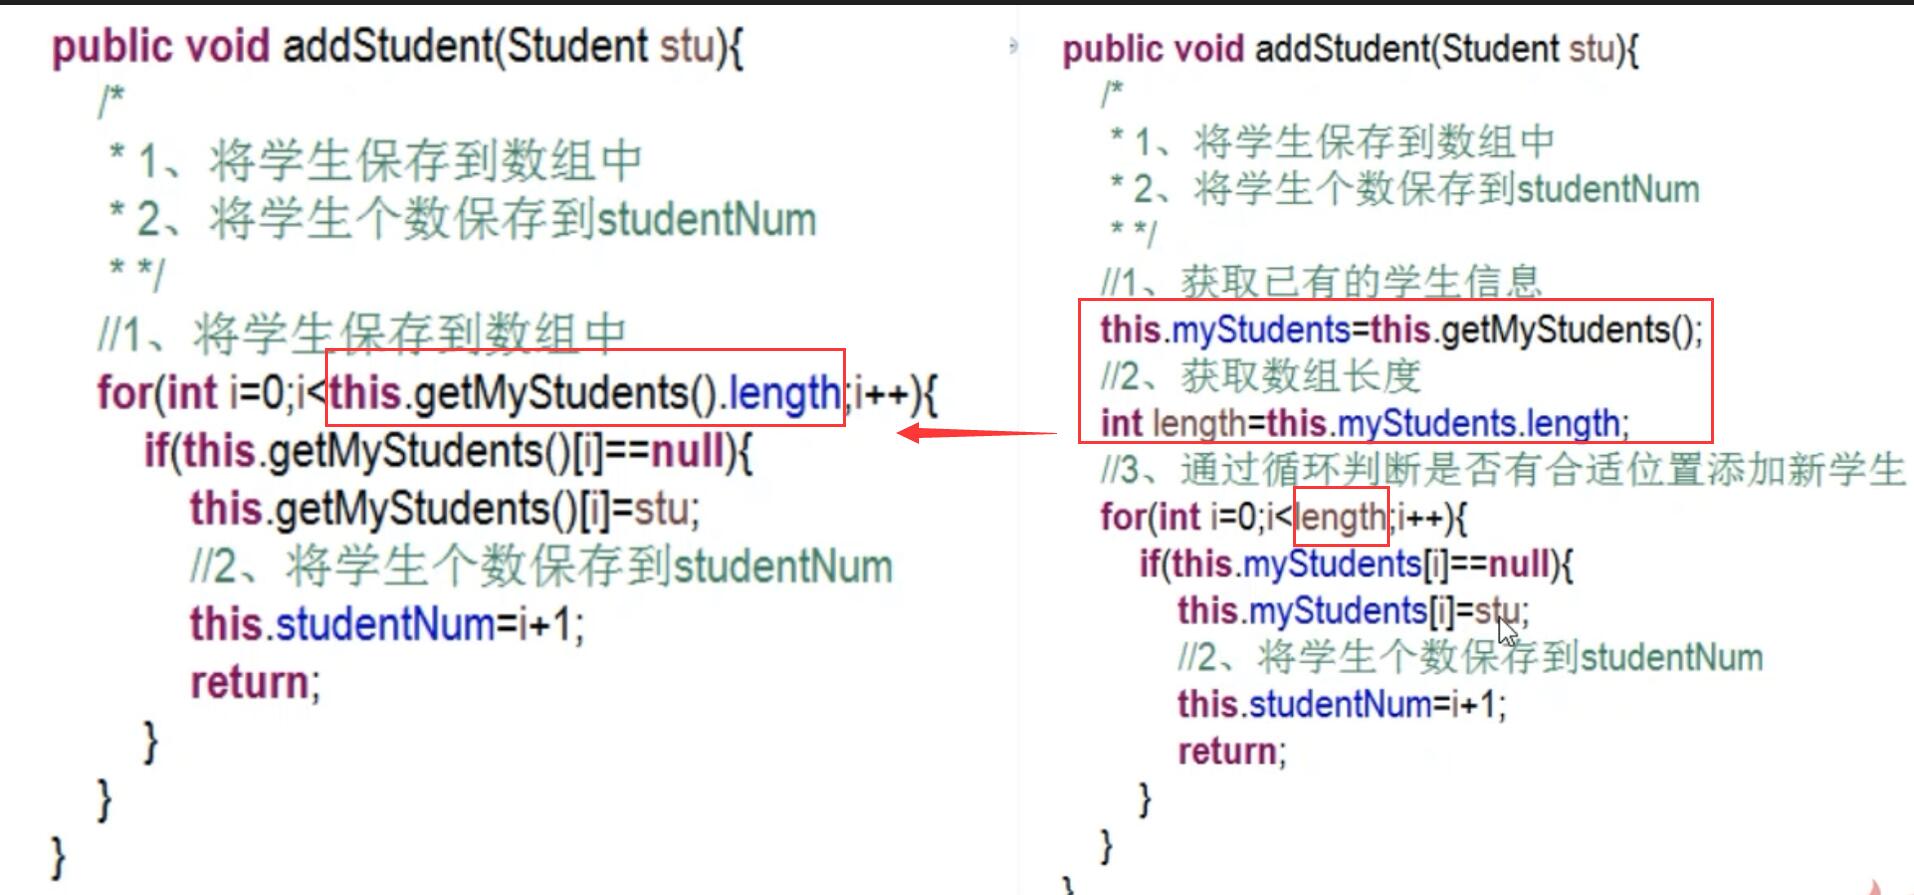 public void addStudent(Student stu){
/*
* 1、将学生保存到数组中
* 2、将学生个数保存到studentNum
* */
//1、将学生保存到数组中
for(int i=0;i<this.getMyStudents().length;i++){
if(this.getMyStudents()[i]==null){
this.getMyStudents()[i]=stu;
//2、将学生个数保存到studentNum
this.studentNum=i+1;
return;
}
}
}
public void addStudent(Student stu){
/*
* 1、将学生保存到数组中
* 2、将学生个数保存到studentNum
* */
//1、获取已有的学生信息
this.myStudents=this.getMyStudents();
//2、获取数组长度
int length=this.myStudents.length;
//3、通过循环判断是否有合适位置添加新学生
for(int i=0;i<length;i++){
if(this.myStudents[i]==null){
this.myStudents[i]=stu;
//2、将学生个数保存到studentNum
this.studentNum=i+1;
return;
}
}
}